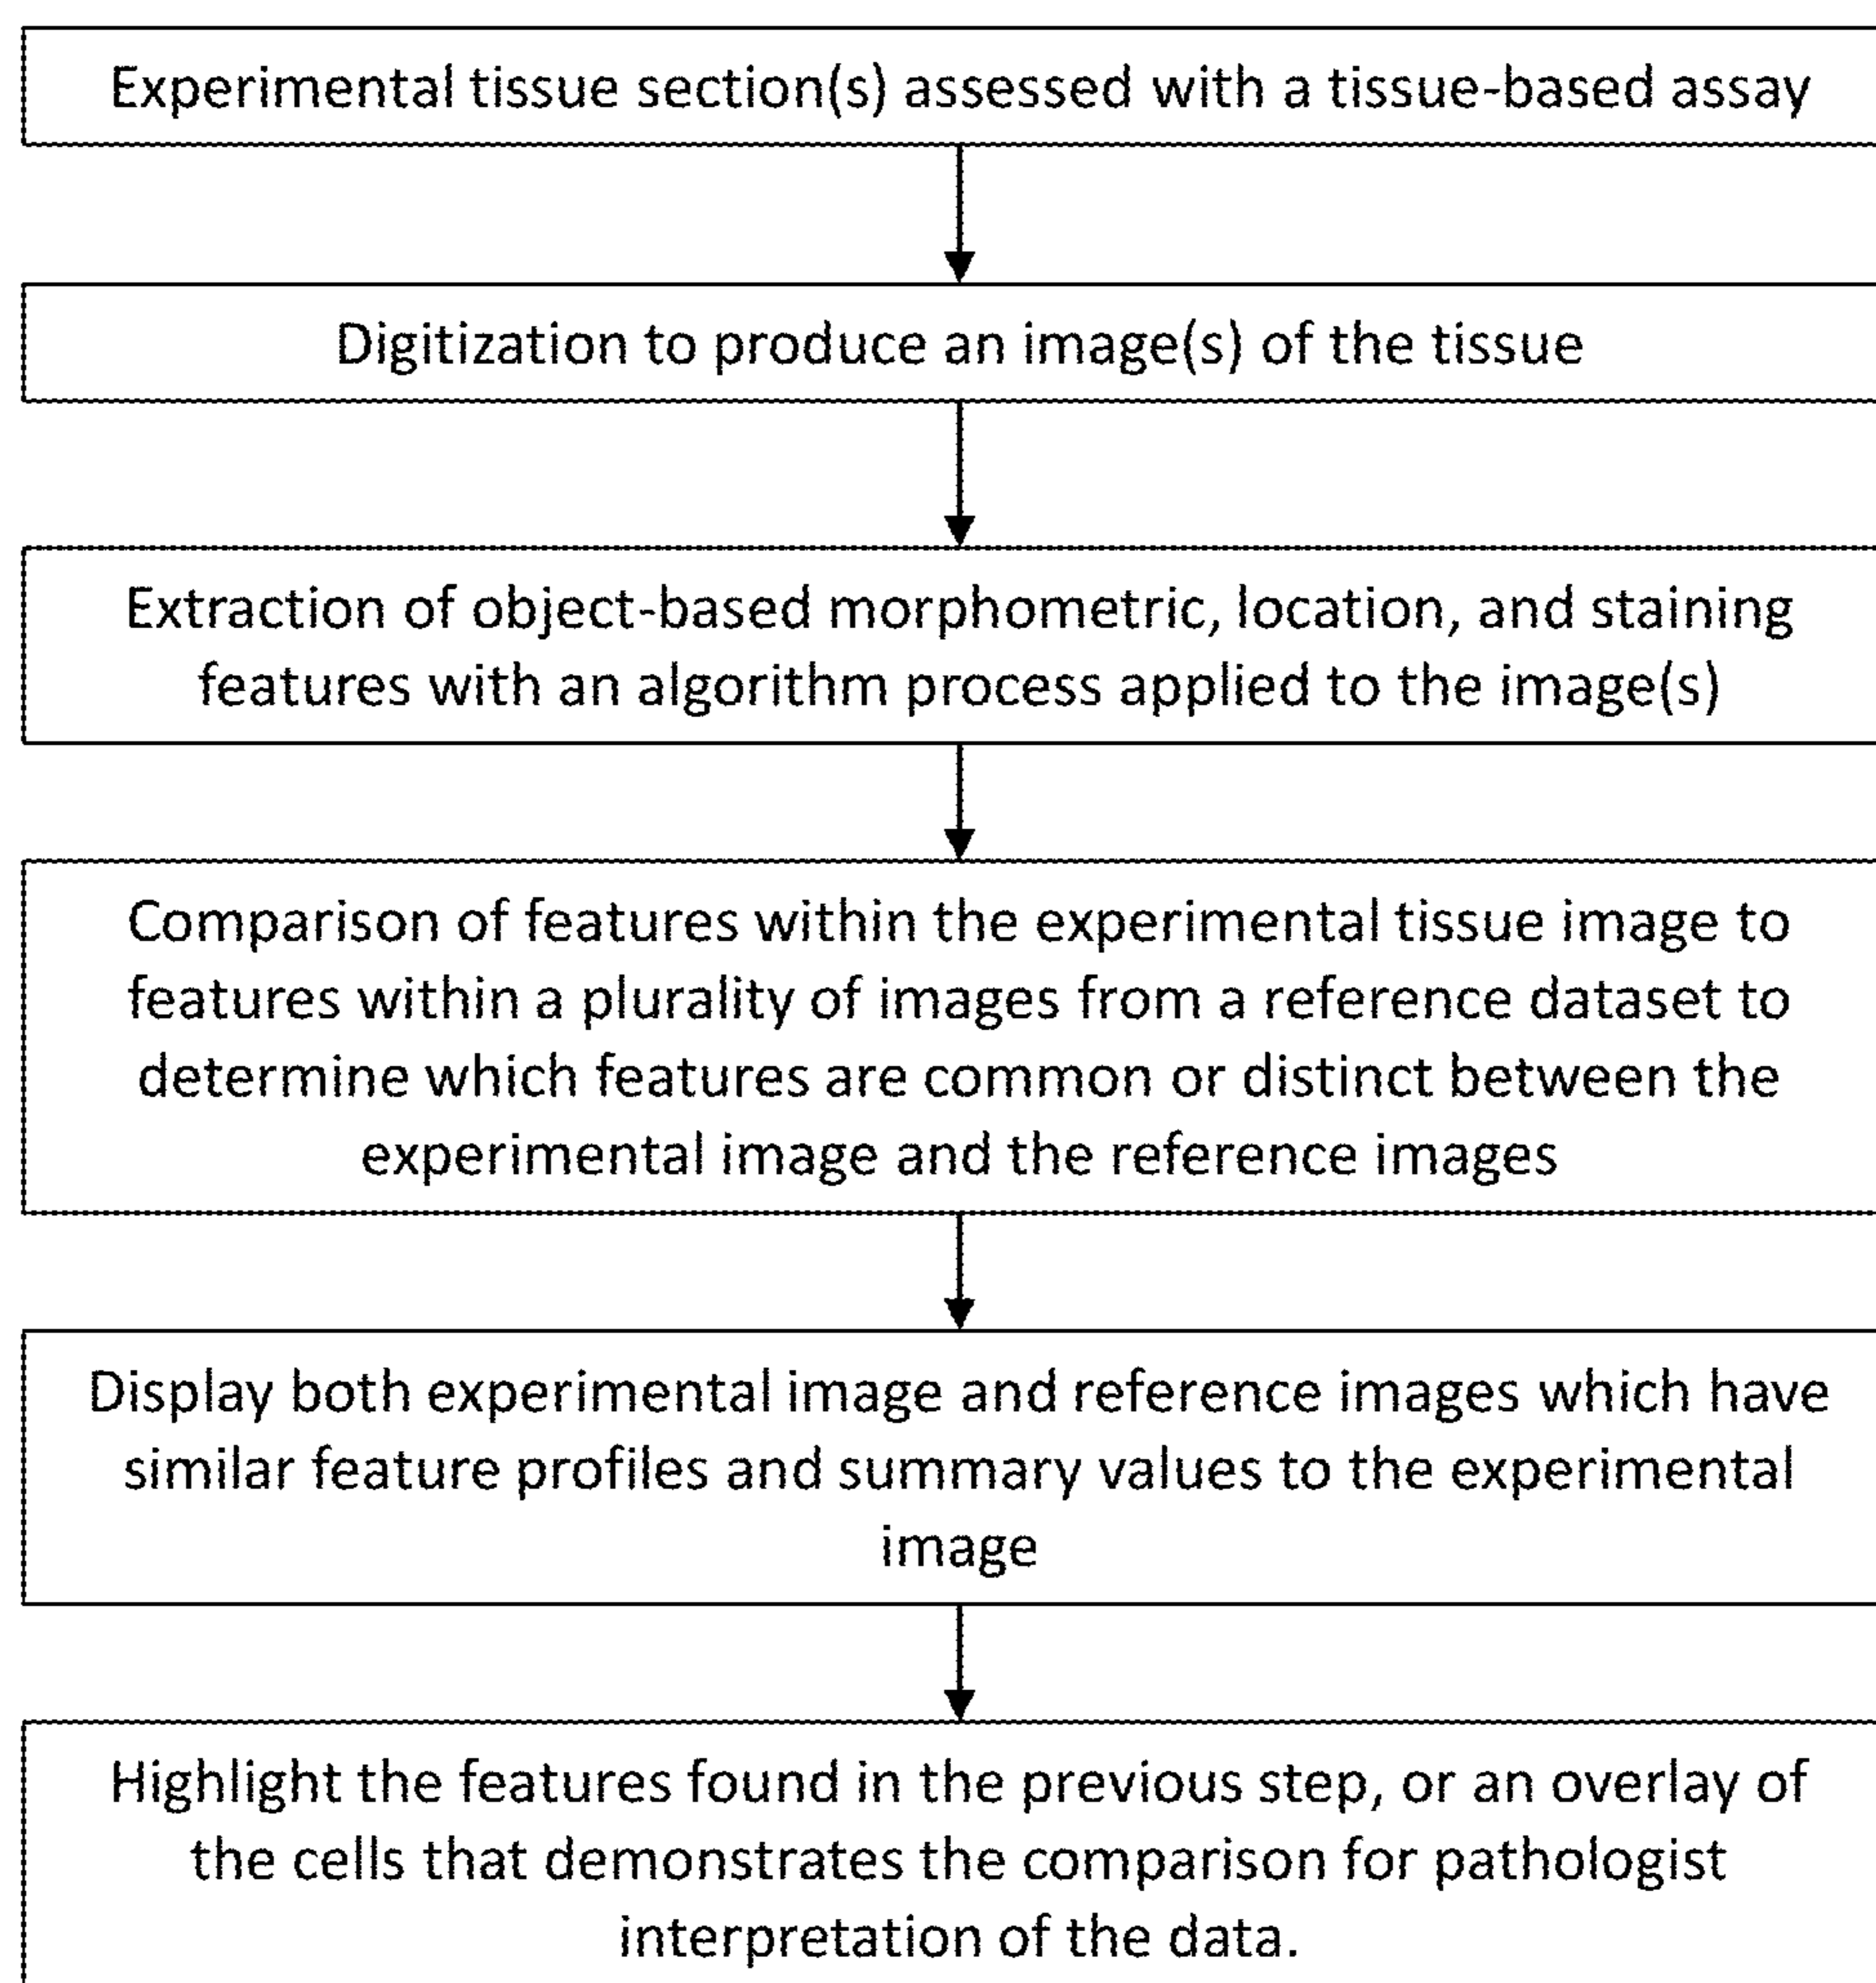 Experimental tissue section(s) assessed with a tissue-based assay
Digitization to produce an image(s) of the tissue
Extraction of object-based morphometric, location, and staining
features with an algorithm process applied to the image(s)
Comparison of features within the experimental tissue image to
features within a plurality of images from a reference dataset to
determine which features are common or distinct between the
experimental image and the reference images
Display both experimental image and reference images which have
similar feature profiles and summary values to the experimental
image
Highlight the features found in the previous step, or an overlay of
the cells that demonstrates the comparison for pathologist
interpretation of the data.